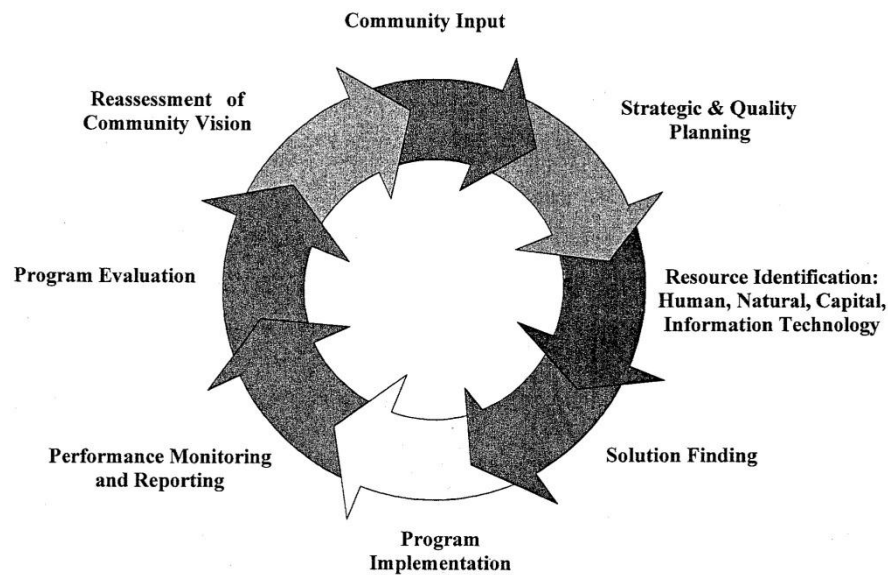 Community Input
Strategic & Quality
Planning
Resource Identification:
Human, Natural, Capital,
Information Technology
Solution Finding
Program
Implementation
Performance Monitoring
and Reporting
Program Evaluation
Reassessment of
Community Vision